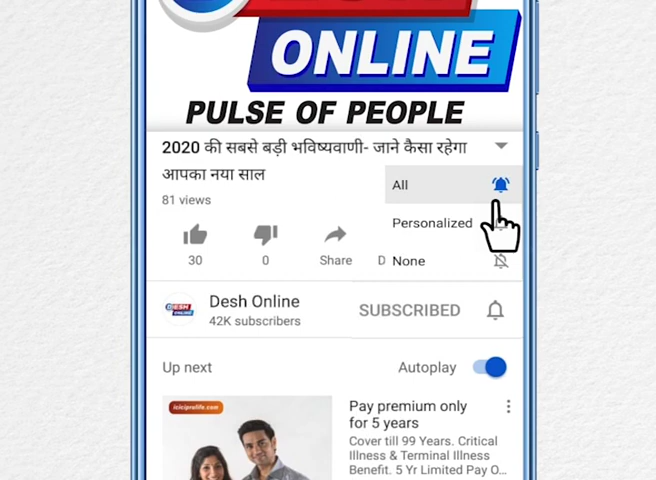 ONLINE
PULSE OF PEOPLE
2020 की सबसे बड़ी भविष्यवाणी- जाने कैसा रहेगा
आपका नया साल
81 views
All
Personalized
None
30
0
Share
D
DESH
ONLINE
Desh Online
42K subscribers
SUBSCRIBED
Up next
Autoplay
iciciprulife.com
Pay premium only
for 5 years
Cover till 99 Years. Critical
Illness & Terminal Illness
Benefit. 5 Yr Limited Pay O...